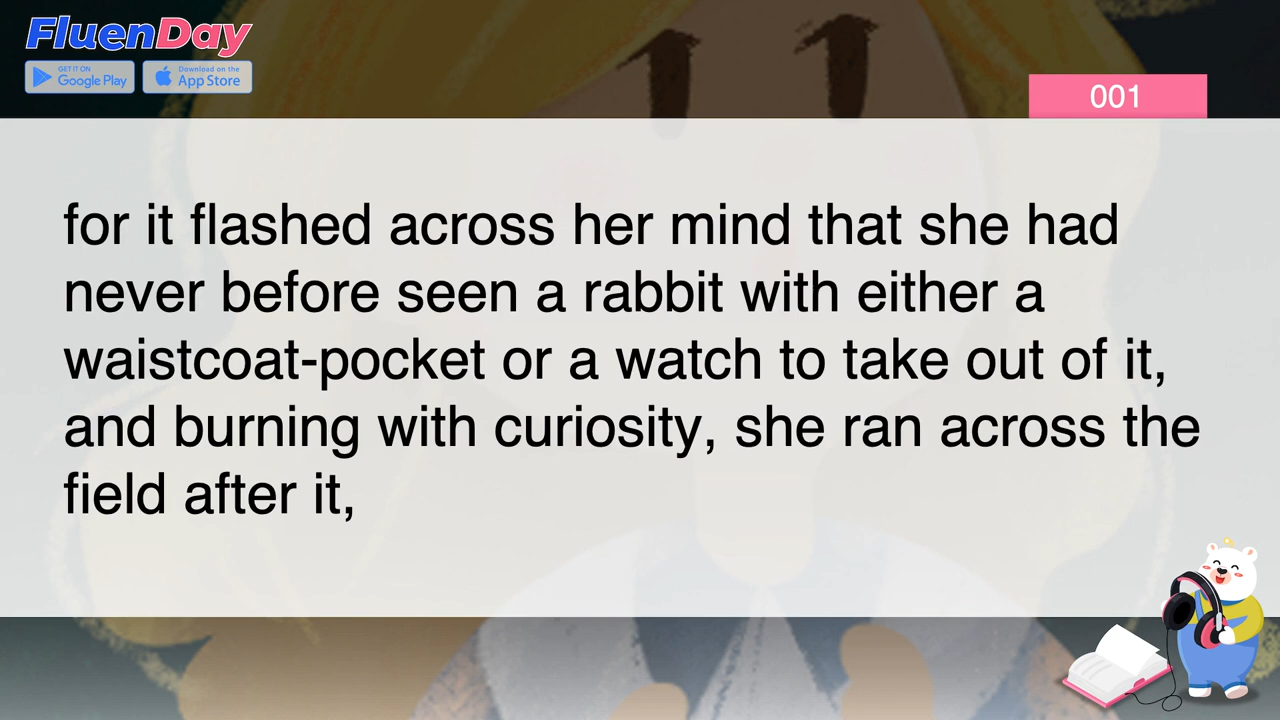 FluenDay
GET IT ON
Google Play
Download on the
App Store
001
for it flashed across her mind that she had
never before seen a rabbit with either a
waistcoat-pocket or a watch to take out of it,
and burning with curiosity, she ran across the
field after it,